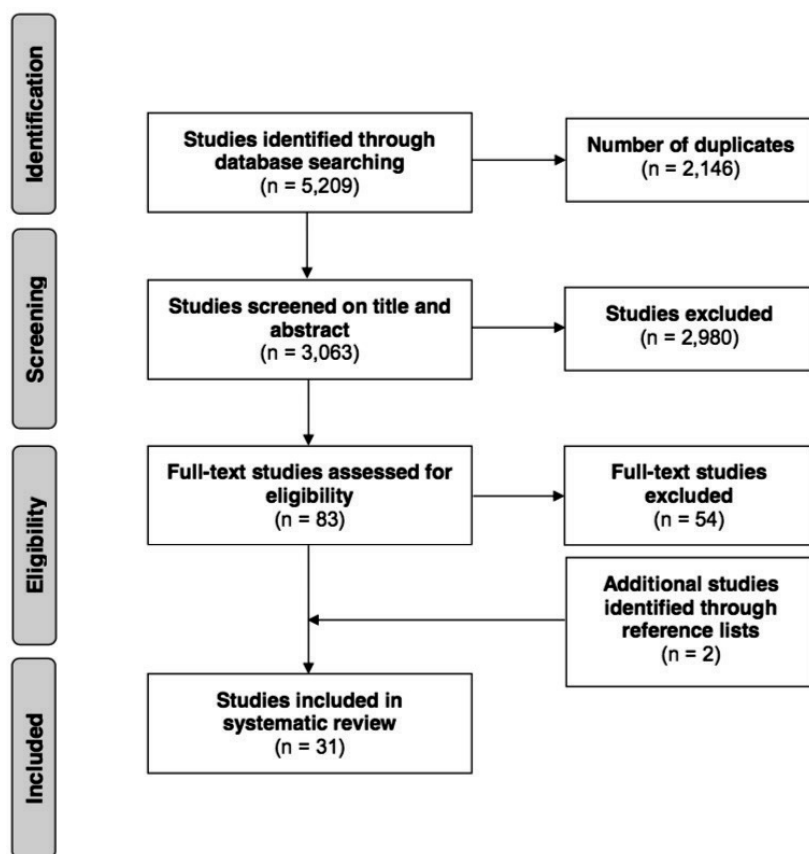 Identification
Studies identified through
database searching
(n = 5,209)
Number of duplicates
(n = 2,146)
Screening
Studies screened on title and
abstract
(n = 3,063)
Studies excluded
(n = 2,980)
Eligibility
Full-text studies assessed for
eligibility
(n = 83)
Full-text studies
excluded
(n = 54)
Additional studies
identified through
reference lists
(n = 2)
Included
Studies included in
systematic review
(n = 31)